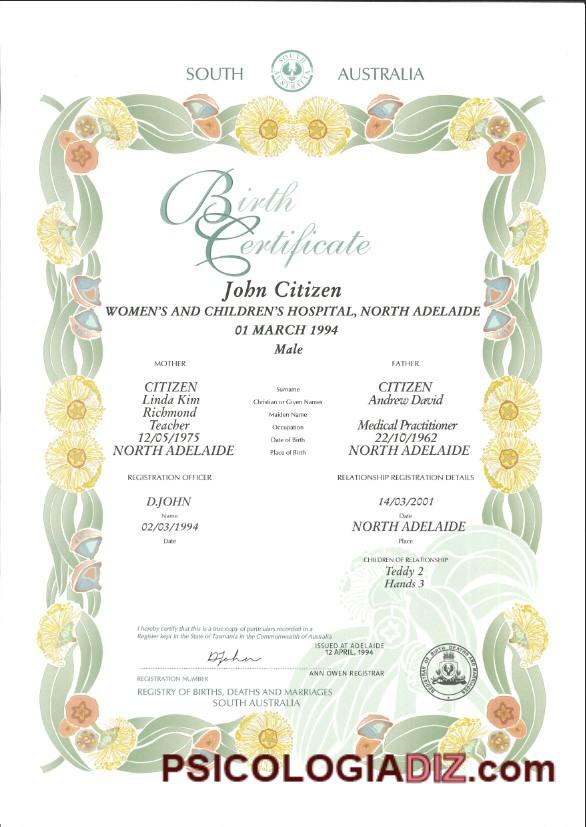 SOUTH AUSTRALIA
SOUTH AUSTRALIA
Birth
Certificate
John Citizen
WOMEN'S AND CHILDREN'S HOSPITAL, NORTH ADELAIDE
01 MARCH 1994
Male
MOTHER FATHER
CITIZEN Surname CITIZEN
Linda Kim Christian or Given Names Andrew David
Richmond Maiden Name
Teacher Occupation Medical Practitioner
12/05/1975 Date of Birth 22/10/1962
NORTH ADELAIDE Place of Birth NORTH ADELAIDE
REGISTRATION OFFICER RELATIONSHIP REGISTRATION DETAILS
D.JOHN 14/03/2001
Name Date
02/03/1994 NORTH ADELAIDE
Date Place
CHILDREN OF RELATIONSHIP
Teddy 2
Hands 3
I hereby certify that this is a true copy of particulars recorded in a
Register kept in the State of Tasmania in the Commonwealth of Australia
ISSUED AT ADELAIDE
12 APRIL, 1994
DJohn
ANN OWEN REGISTRAR
REGISTRATION NUMBER
REGISTRY OF BIRTHS, DEATHS AND MARRIAGES
SOUTH AUSTRALIA
PSICOLOGIADIZ.com